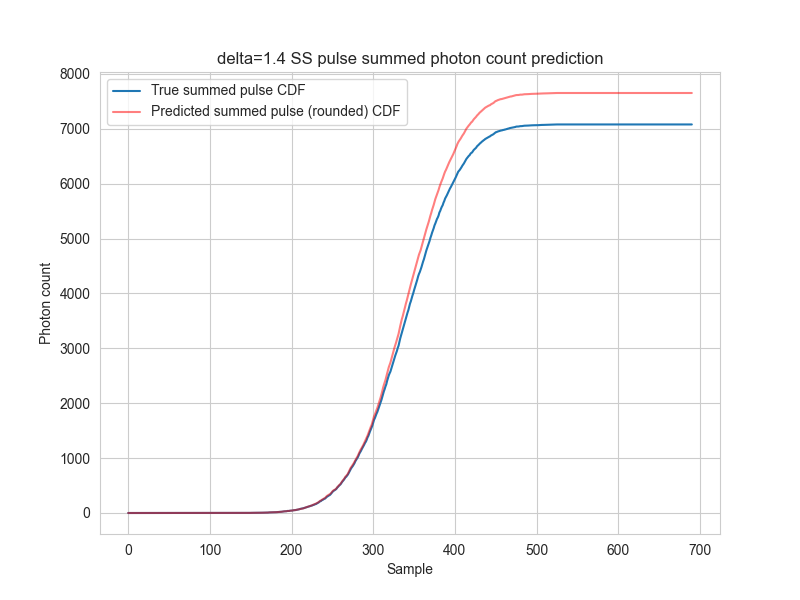 delta=1.4 SS pulse summed photon count prediction
True summed pulse CDF
Predicted summed pulse (rounded) CDF
Photon count
8000
7000
6000
5000
4000
3000
2000
1000
0
0 100 200 300 400 500 600 700
Sample